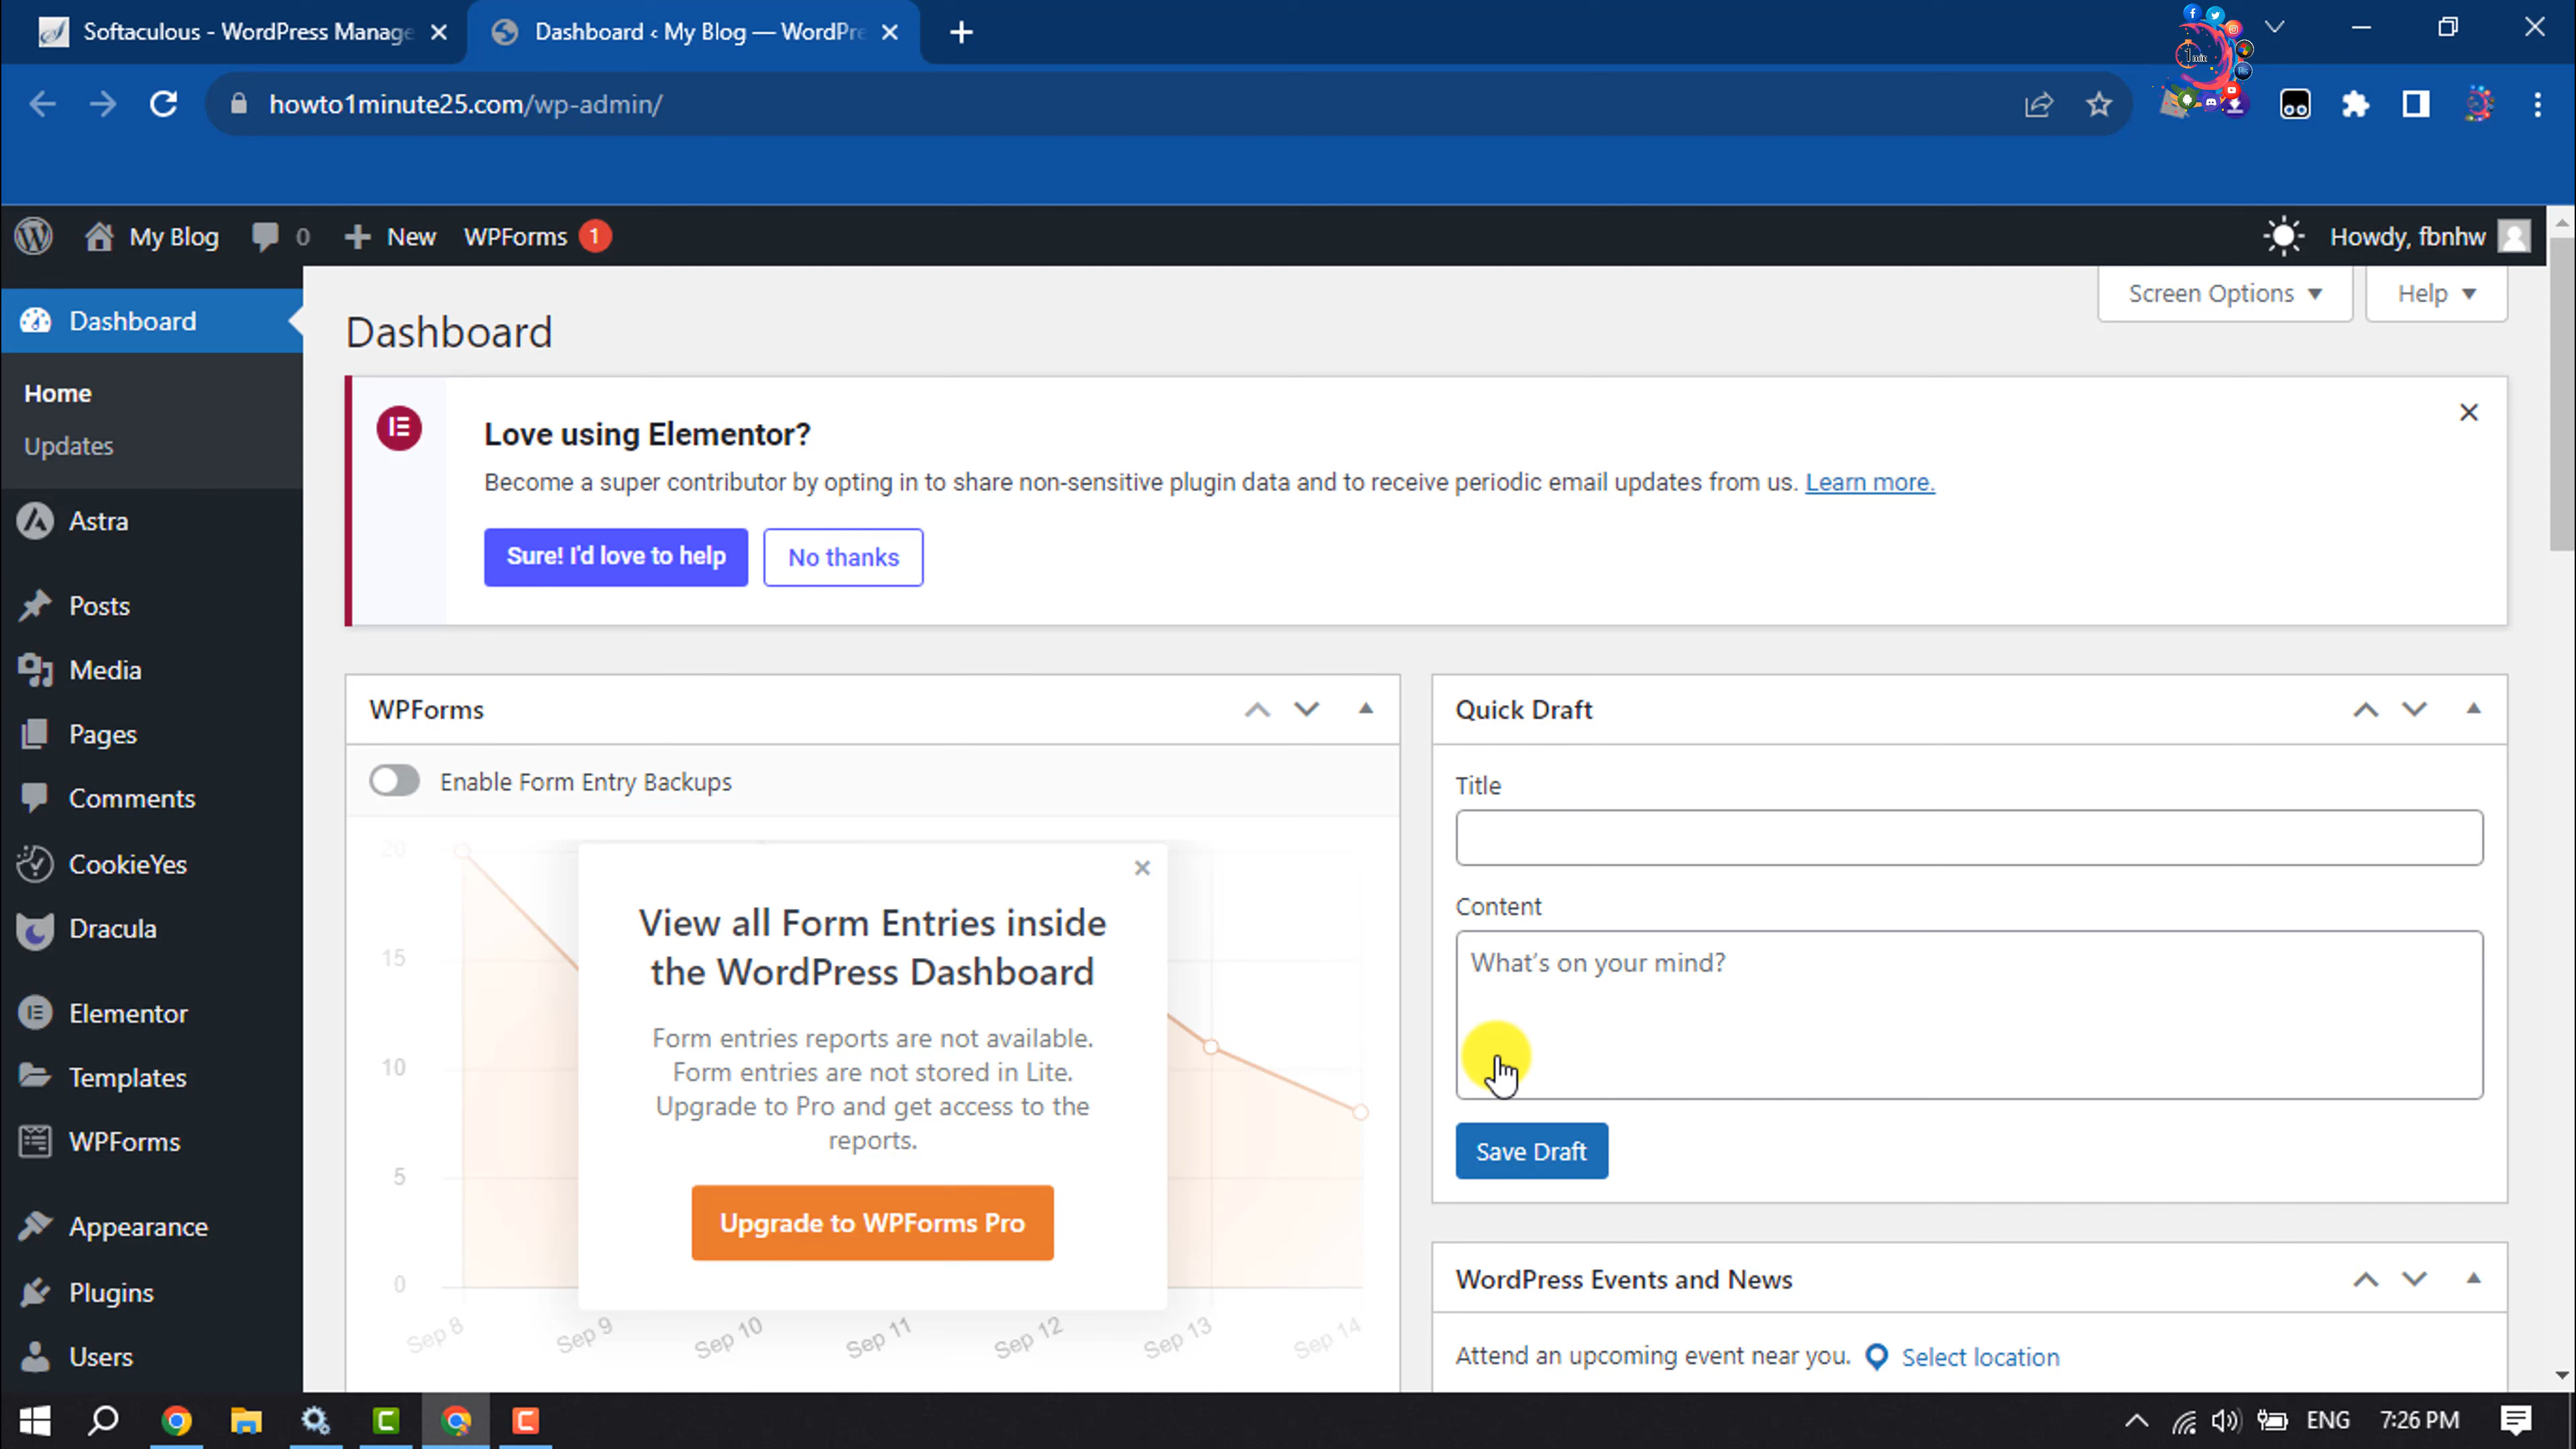 Softaculous - WordPress Manage
Dashboard ‹ My Blog — WordPre
howto1minute25.com/wp-admin/
My Blog
0
New
WPForms 1
Howdy, fbnhw
Dashboard
Home
Updates
Astra
Posts
Media
Pages
Comments
CookieYes
Dracula
Elementor
Templates
WPForms
Appearance
Plugins
Users
Screen Options
Help
Dashboard
Love using Elementor?
Become a super contributor by opting in to share non-sensitive plugin data and to receive periodic email updates from us. Learn more.
Sure! I'd love to help
No thanks
WPForms
Enable Form Entry Backups
20
15
10
5
0
Sep 8
Sep 9
Sep 10
Sep 11
Sep 12
Sep 13
Sep 14
View all Form Entries inside
the WordPress Dashboard
Form entries reports are not available.
Form entries are not stored in Lite.
Upgrade to Pro and get access to the
reports.
Upgrade to WPForms Pro
Quick Draft
Title
Content
What's on your mind?
Save Draft
WordPress Events and News
Attend an upcoming event near you. Select location
ENG
7:26 PM